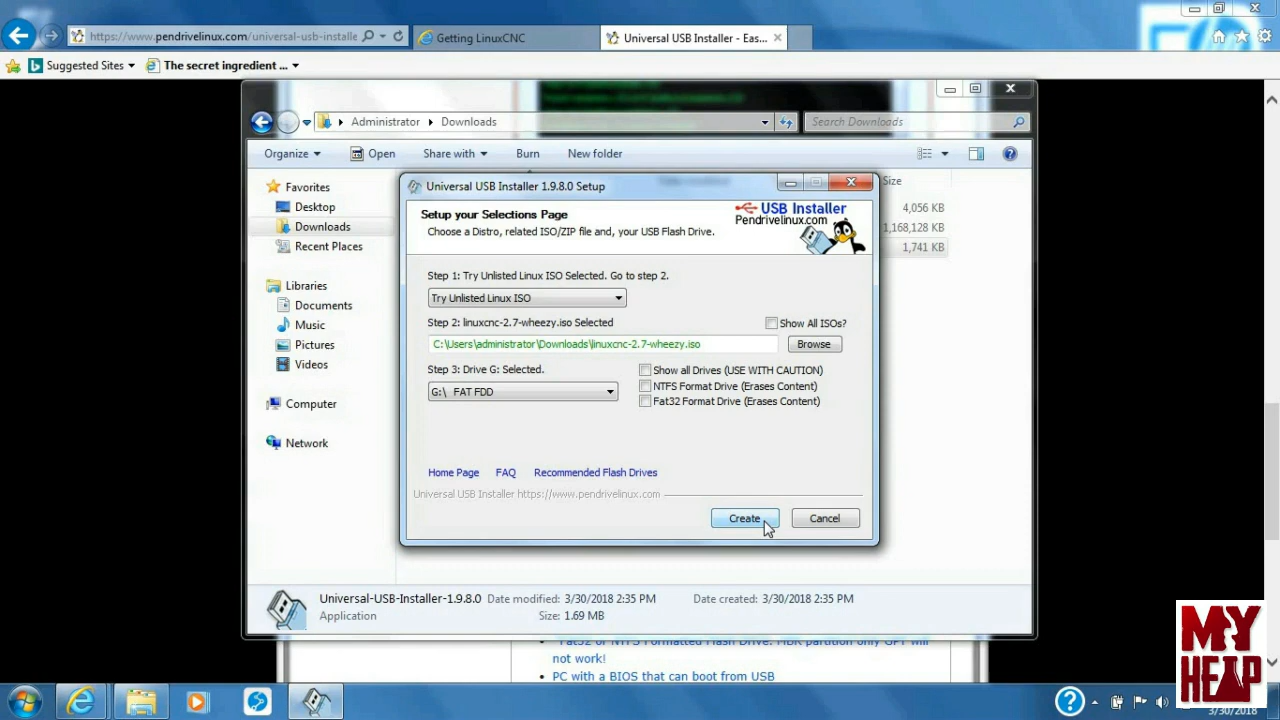 https://www.pendrivelinux.com/universal-usb-installe
Getting LinuxCNC
Universal USB Installer - Eas...
Suggested Sites
The secret ingredient ...
Administrator
Downloads
Search Downloads
Organize
Open
Share with
Burn
New folder
Favorites
Desktop
Downloads
Recent Places
Libraries
Documents
Music
Pictures
Videos
Computer
Network
Size
4,056 KB
1,168,128 KB
1,741 KB
Universal USB Installer 1.9.8.0 Setup
Setup your Selections Page
Choose a Distro, related ISO/ZIP file and, your USB Flash Drive.
USB Installer
Pendrivelinux.com
Step 1: Try Unlisted Linux ISO Selected. Go to step 2.
Try Unlisted Linux ISO
Step 2: linuxcnc-2.7-wheezy.iso Selected
Show All ISOs?
C:\Users\administrator\Downloads\linuxcnc-2.7-wheezy.iso
Browse
Step 3: Drive G: Selected.
Show all Drives (USE WITH CAUTION)
G:\ FAT FDD
NTFS Format Drive (Erases Content)
Fat32 Format Drive (Erases Content)
Home Page
FAQ
Recommended Flash Drives
Universal USB Installer https://www.pendrivelinux.com
Create
Cancel
Universal-USB-Installer-1.9.8.0
Date modified: 3/30/2018 2:35 PM
Date created: 3/30/2018 2:35 PM
Application
Size: 1.69 MB
Fat32 or NTFS Formatted Flash Drive. MBR partition only GPT will
not work!
PC with a BIOS that can boot from USB
MY
HEAP
3/30/2018